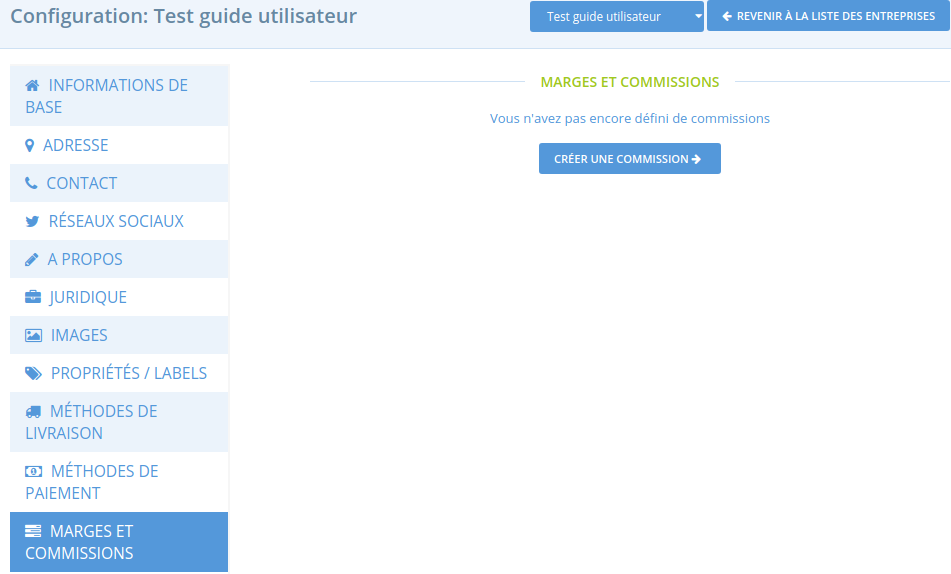 Configuration: Test guide utilisateur
Test guide utilisateur
REVENIR À LA LISTE DES ENTREPRISES
INFORMATIONS DE
BASE
ADRESSE
CONTACT
RÉSEAUX SOCIAUX
A PROPOS
JURIDIQUE
IMAGES
PROPRIÉTÉS / LABELS
MÉTHODES DE
LIVRAISON
MÉTHODES DE
PAIEMENT
MARGES ET
COMMISSIONS
MARGES ET COMMISSIONS
Vous n'avez pas encore défini de commissions
CRÉER UNE COMMISSION